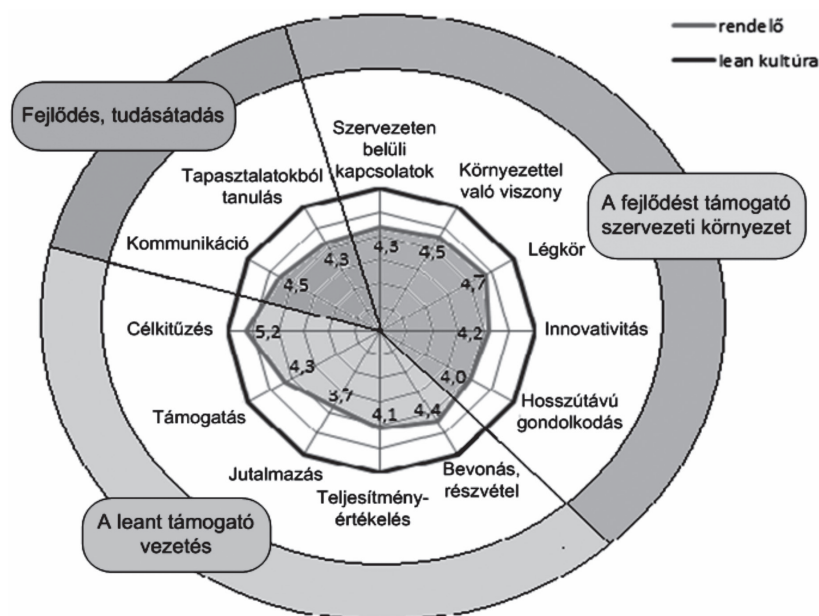 rendelő
lean kultúra
Fejlődés, tudásátadás
Szervezeten
belüli
kapcsolatok
Környezettel
való viszony
Tapasztalatokból
tanulás
A fejlődést támogató
szervezeti környezet
Kommunikáció
Légkör
4,3
4,5
4,3
4,7
4,5
Célkitűzés
5,2
4,2
Innovativitás
4,3
4,0
3,7
4,1
4,4
Támogatás
Hosszútávú
gondolkodás
Jutalmazás
Bevonás,
részvétel
Teljesítmény-
értékelés
A leant támogató
vezetés